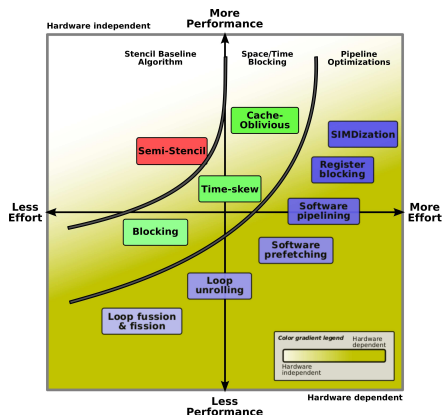 More
Performance
Hardware independent
Stencil Baseline
Algorithm
Space/Time
Blocking
Pipeline
Optimizations
Cache-
Oblivious
SIMDization
Semi-Stencil
Register
blocking
Time-skew
Less
Effort
Software
pipelining
More
Effort
Blocking
Software
prefetching
Loop
unrolling
Loop fussion
& fission
Color gradient legend
Hardware
dependent
Hardware
independent
Hardware dependent
Less
Performance